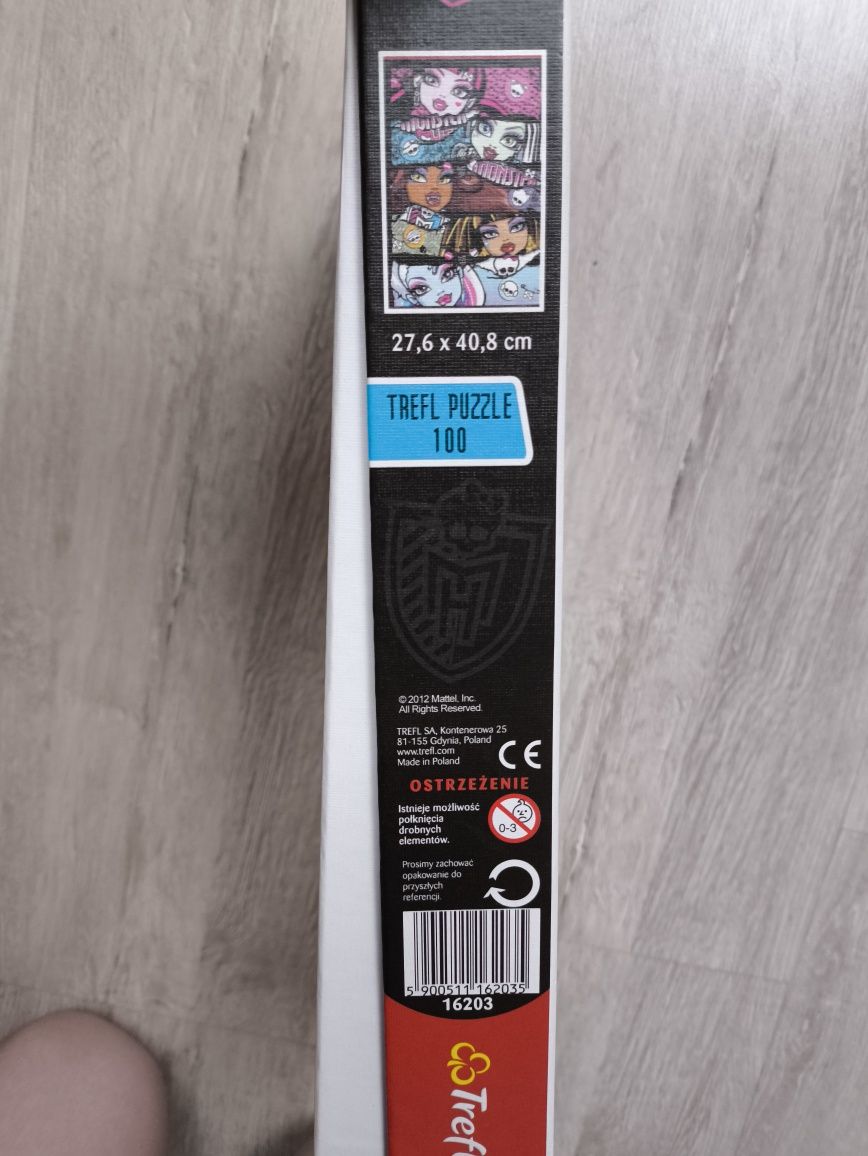 MONSTER
27,6 x 40,8 cm
TREFL PUZZLE
100
© 2012 Mattel, Inc.
All Rights Reserved.
TREFL SA, Kontenerowa 25
81-155 Gdynia, Poland
www.trefl.com
Made in Poland
CE
OSTRZEŻENIE
Istnieje możliwość
połknięcia
drobnych
elementów.
0-3
Prosimy zachować
opakowanie do
przyszłych
referencji.
5 900511 162035
16203
Trefl